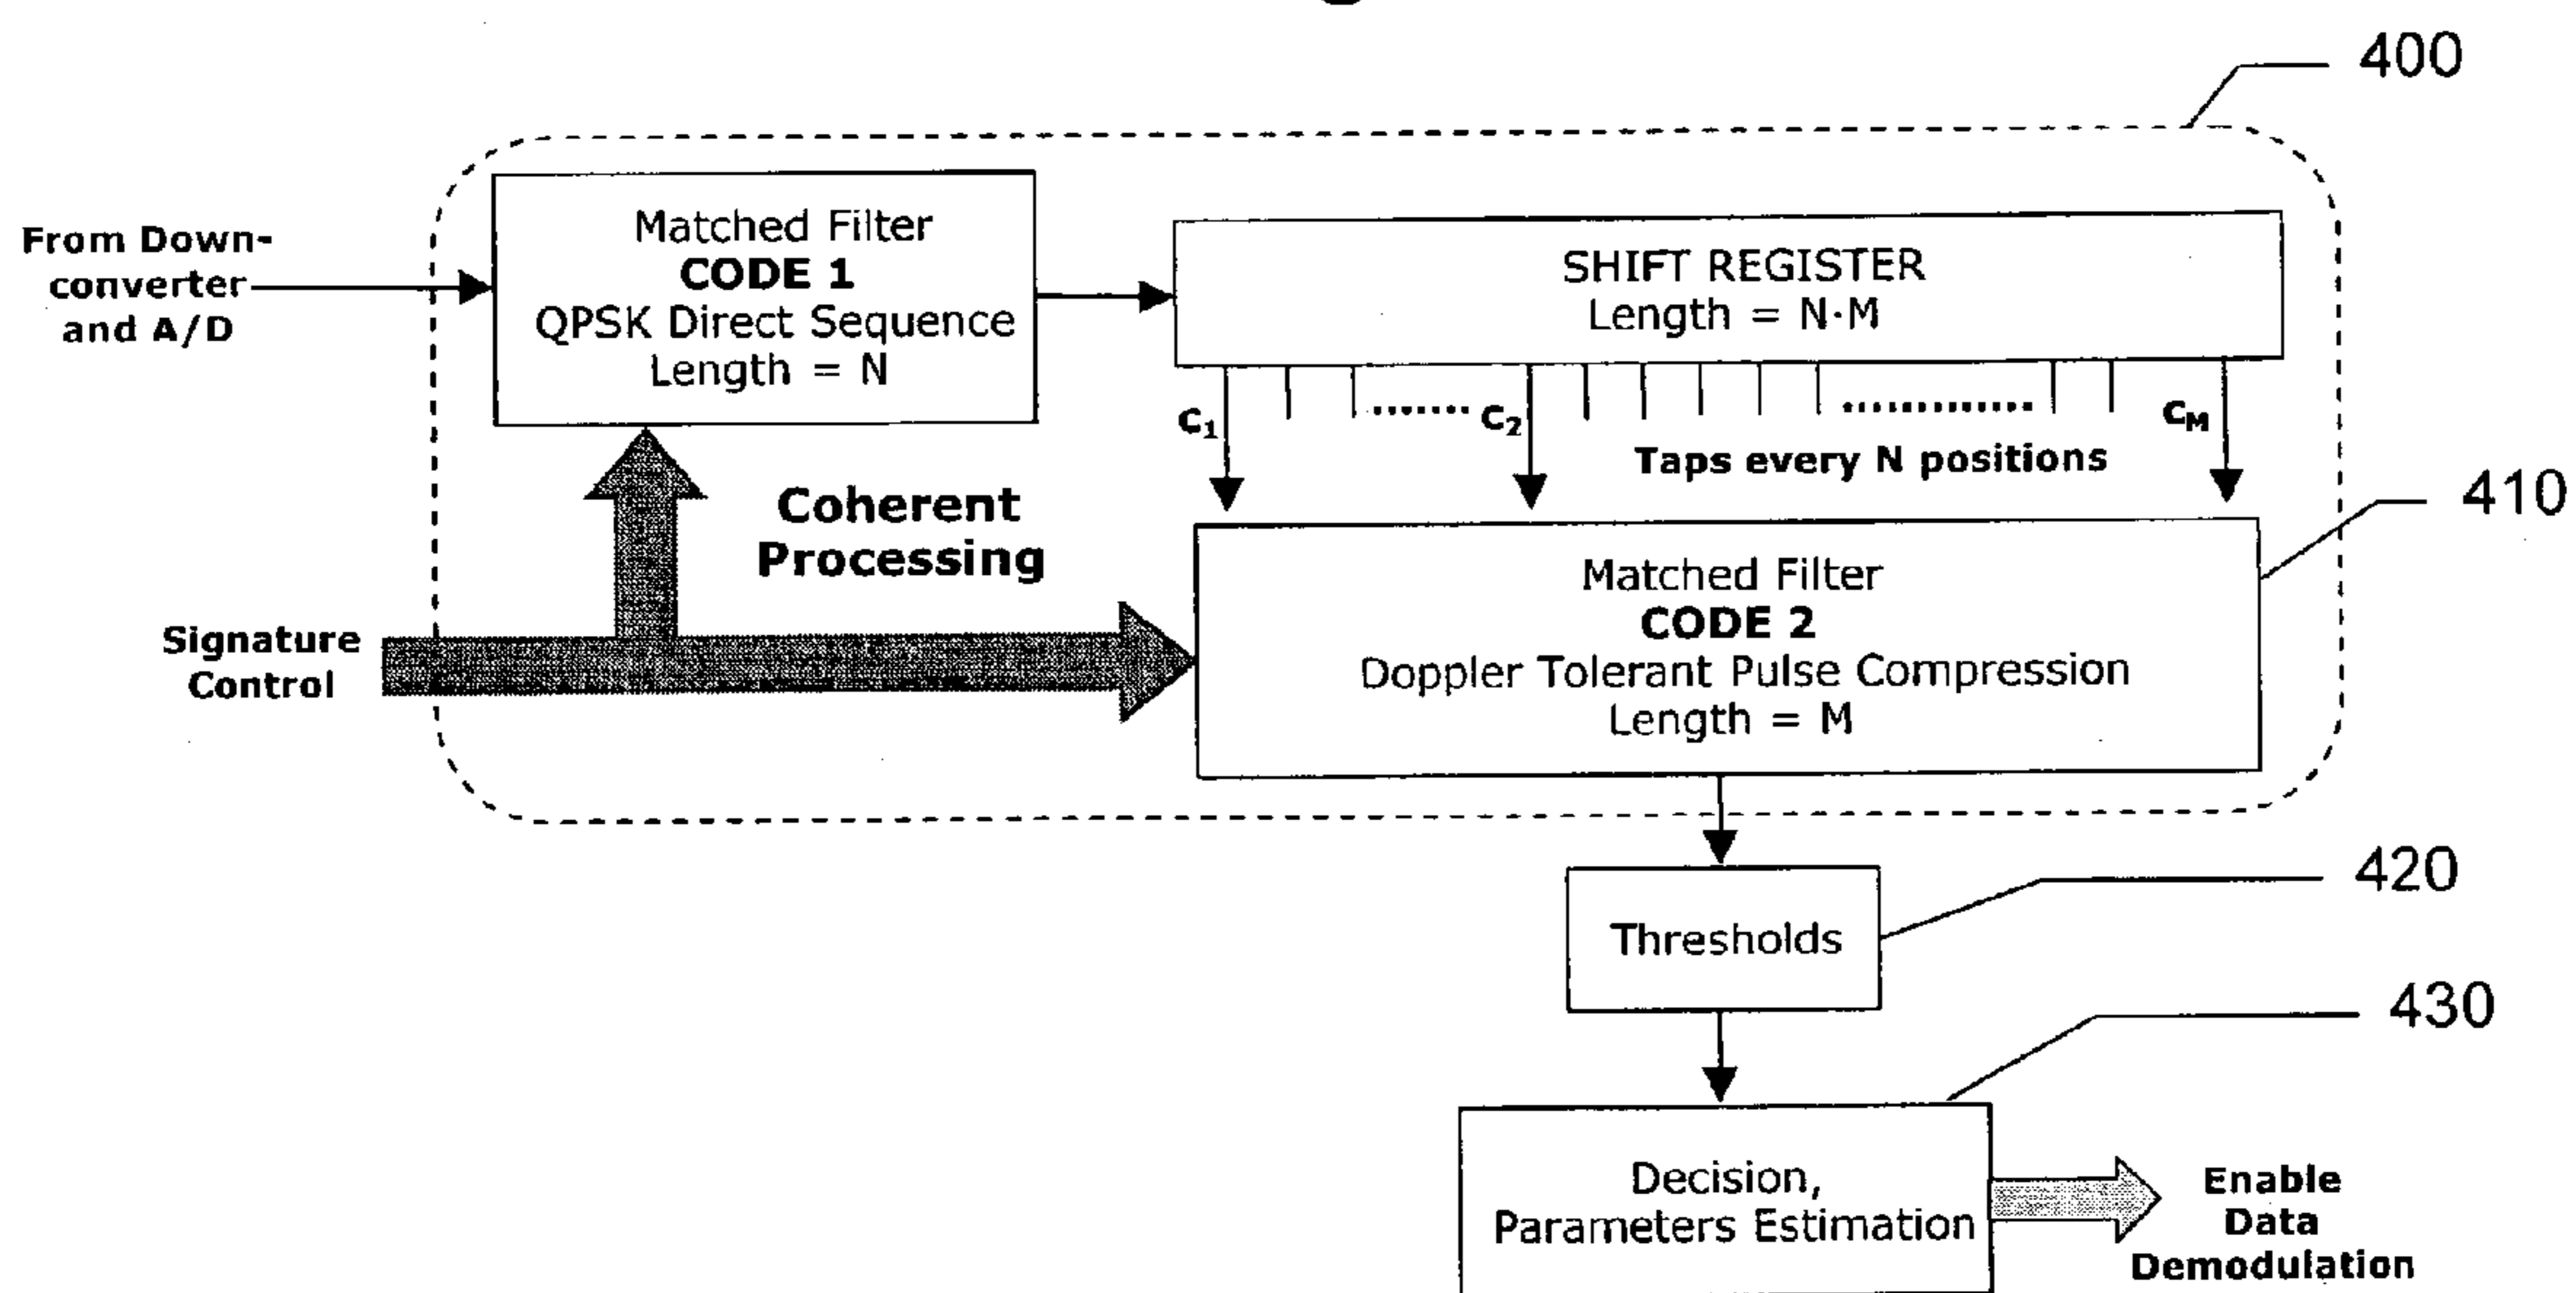 400
From Down-
converter
and A/D
Matched Filter
CODE 1
QPSK Direct Sequence
Length = N
SHIFT REGISTER
Length = N·M
C₁
C₂
C_M
Taps every N positions
410
Coherent
Processing
Signature
Control
Matched Filter
CODE 2
Doppler Tolerant Pulse Compression
Length = M
420
Thresholds
430
Decision,
Parameters Estimation
Enable
Data
Demodulation